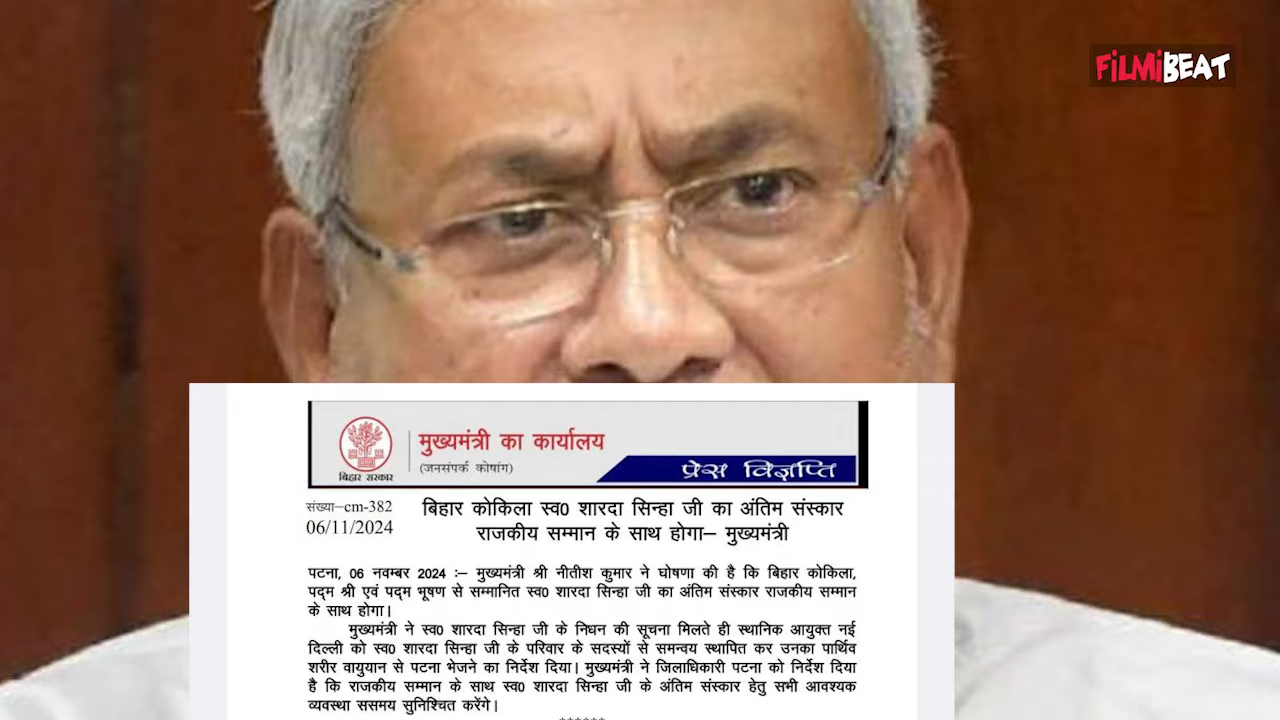 FILMIBEAT
बिहार सरकार
मुख्यमंत्री का कार्यालय
(जनसंपर्क कोषांग)
प्रेस विज्ञप्ति
संख्या–cm-382
06/11/2024
बिहार कोकिला स्व0 शारदा सिन्हा जी का अंतिम संस्कार
राजकीय सम्मान के साथ होगा– मुख्यमंत्री
पटना, 06 नवम्बर 2024 :– मुख्यमंत्री श्री नीतीश कुमार ने घोषणा की है कि बिहार कोकिला,
पद्म श्री एवं पद्म भूषण से सम्मानित स्व0 शारदा सिन्हा जी का अंतिम संस्कार राजकीय सम्मान
के साथ होगा।
मुख्यमंत्री ने स्व0 शारदा सिन्हा जी के निधन की सूचना मिलते ही स्थानिक आयुक्त नई
दिल्ली को स्व0 शारदा सिन्हा जी के परिवार के सदस्यों से समन्वय स्थापित कर उनका पार्थिव
शरीर वायुयान से पटना भेजने का निर्देश दिया। मुख्यमंत्री ने जिलाधिकारी पटना को निर्देश दिया
है कि राजकीय सम्मान के साथ स्व0 शारदा सिन्हा जी के अंतिम संस्कार हेतु सभी आवश्यक
व्यवस्था ससमय सुनिश्चित करेंगे।
******